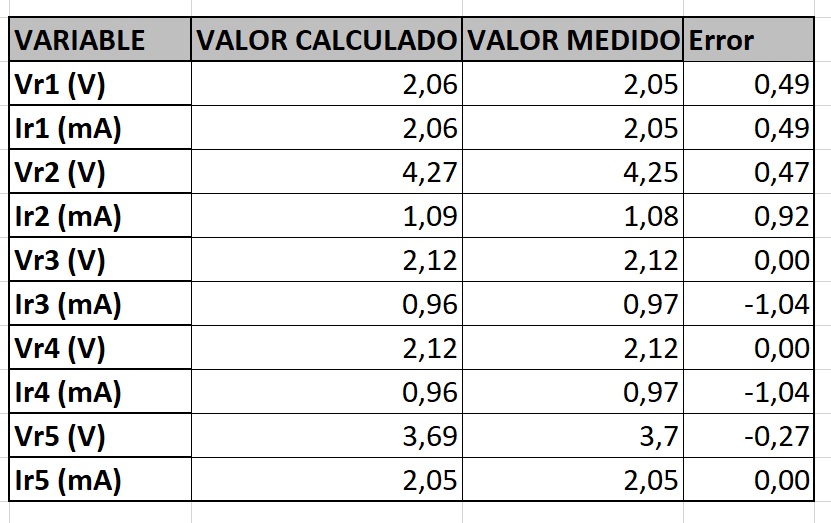 VARIABLE VALOR CALCULADO VALOR MEDIDO Error
Vr1 (V) 2,06 2,05 0,49
Ir1 (mA) 2,06 2,05 0,49
Vr2 (V) 4,27 4,25 0,47
Ir2 (mA) 1,09 1,08 0,92
Vr3 (V) 2,12 2,12 0,00
Ir3 (mA) 0,96 0,97 -1,04
Vr4 (V) 2,12 2,12 0,00
Ir4 (mA) 0,96 0,97 -1,04
Vr5 (V) 3,69 3,7 -0,27
Ir5 (mA) 2,05 2,05 0,00